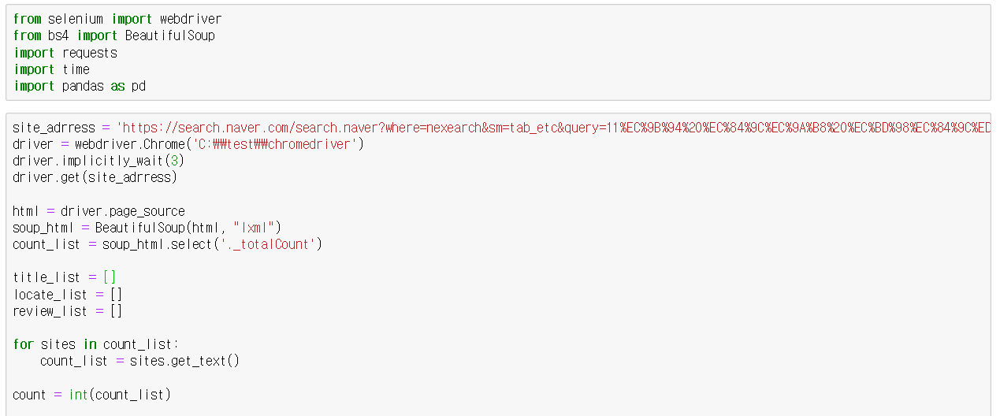 from selenium import webdriver
from bs4 import BeautifulSoup
import requests
import time
import pandas as pd
site_adrress = 'https://search.naver.com/search.naver?where=nexearch&sm=tab_etc&query=11%EC%9B%94%20%EC%84%9C%EC%9A%B8%20%EC%BD%98%EC%84%9C%ED
driver = webdriver.Chrome('C:₩₩test₩₩chromedriver')
driver.implicitly_wait(3)
driver.get(site_adrress)
html = driver.page_source
soup_html = BeautifulSoup(html, "lxml")
count_list = soup_html.select('._totalCount')
title_list = []
locate_list = []
review_list = []
for sites in count_list:
    count_list = sites.get_text()
count = int(count_list)